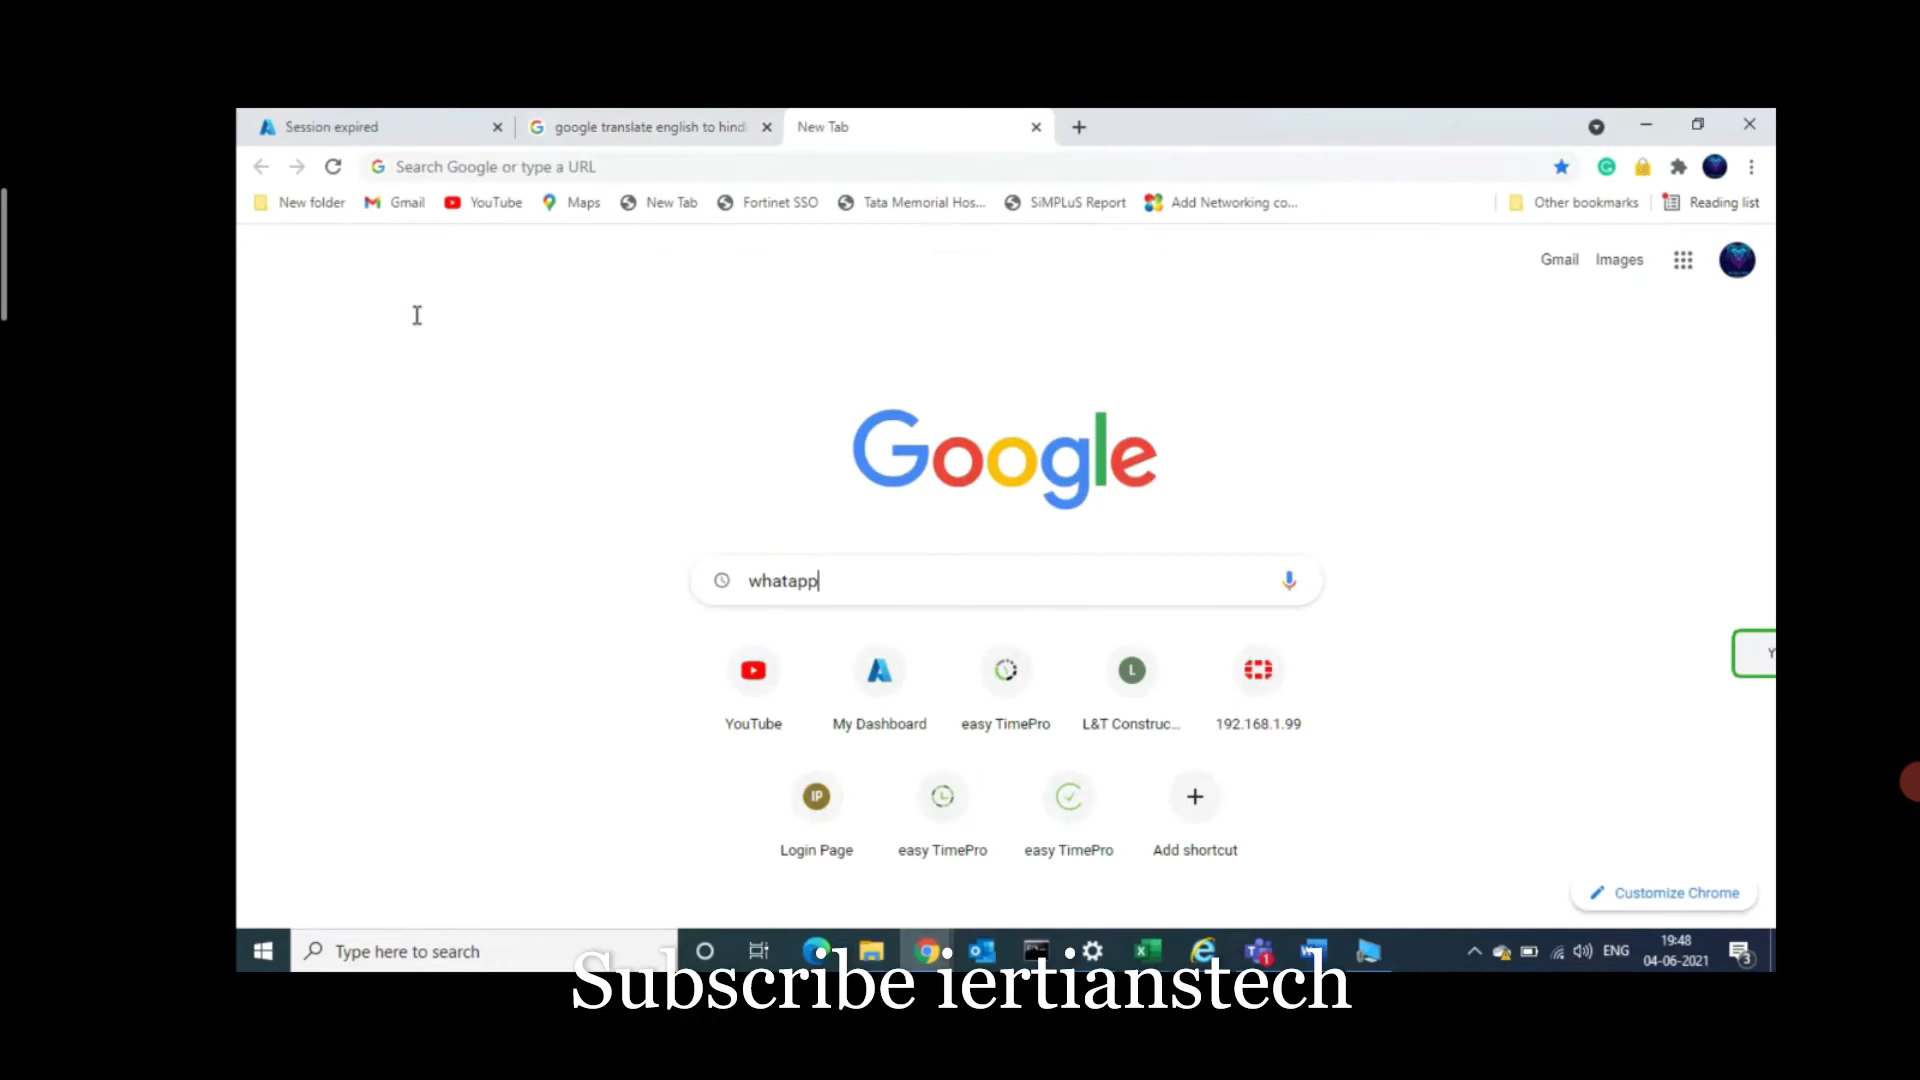 Session expired
google translate english to hindi
New Tab
Search Google or type a URL
New folder
Gmail
YouTube
Maps
New Tab
Fortinet SSO
Tata Memorial Hos...
SiMPLuS Report
Add Networking co...
Other bookmarks
Reading list
Gmail
Images
Google
whatapp
Y
YouTube
My Dashboard
easy TimePro
L
L&T Construc...
192.168.1.99
IP
Login Page
easy TimePro
easy TimePro
Add shortcut
Customize Chrome
Type here to search
1
ENG
19:48
04-06-2021
3
Subscribe iertianstech